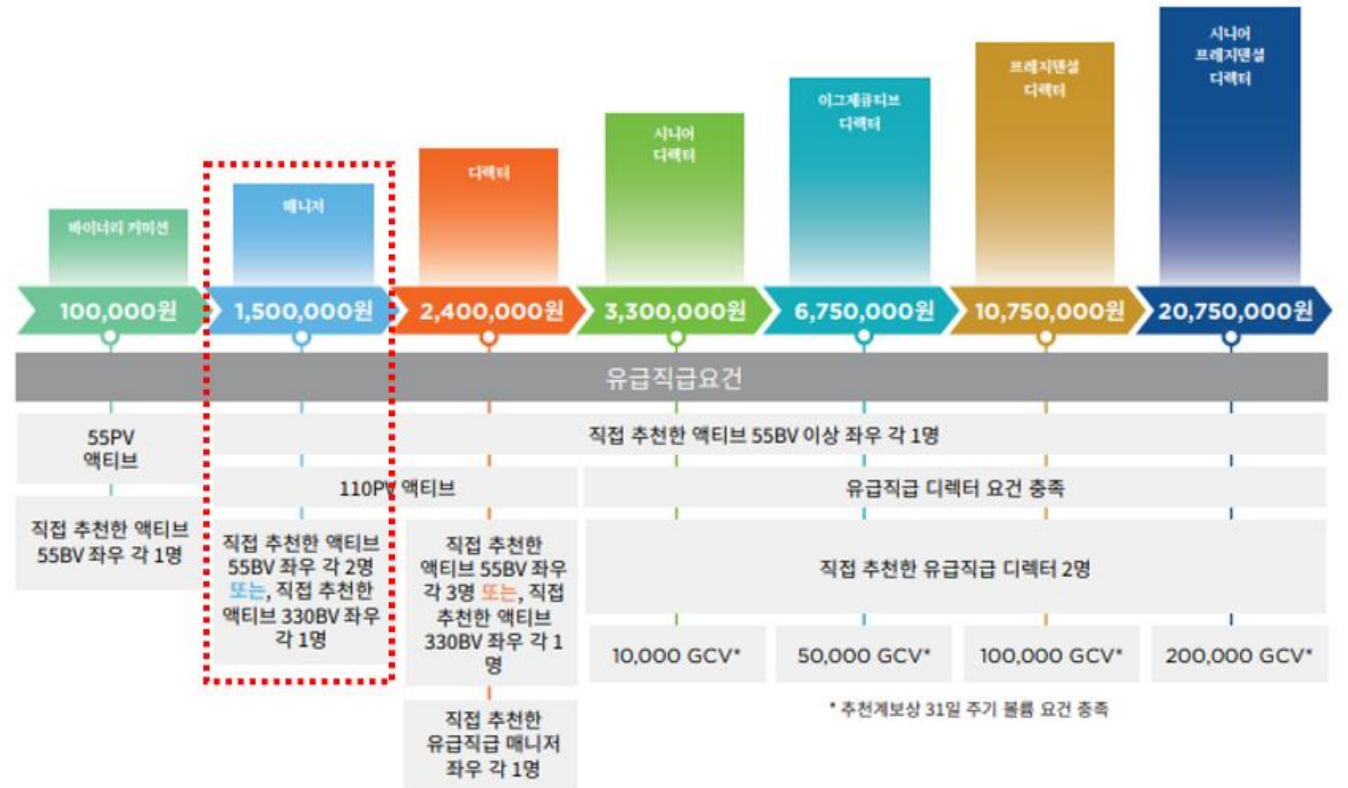 바이너리 커미션
매니저
디렉터
시니어
디렉터
이그제큐티브
디렉터
프레지덴셜
디렉터
시니어
프레지덴셜
디렉터
100,000원
1,500,000원
2,400,000원
3,300,000원
6,750,000원
10,750,000원
20,750,000원
유급직급요건
55PV
액티브
직접 추천한 액티브 55BV 이상 좌우 각 1명
110PV 액티브
유급직급 디렉터 요건 충족
직접 추천한 액티브
55BV 좌우 각 1명
직접 추천한 액티브
55BV 좌우 각 2명
또는, 직접 추천한
액티브 330BV 좌우
각 1명
직접 추천한
액티브 55BV 좌우
각 3명 또는, 직접
추천한 액티브
330BV 좌우 각 1
명
직접 추천한 유급직급 디렉터 2명
10,000 GCV*
50,000 GCV*
100,000 GCV*
200,000 GCV*
* 추천계보상 31일 주기 볼륨 요건 충족
직접 추천한
유급직급 매니저
좌우 각 1명